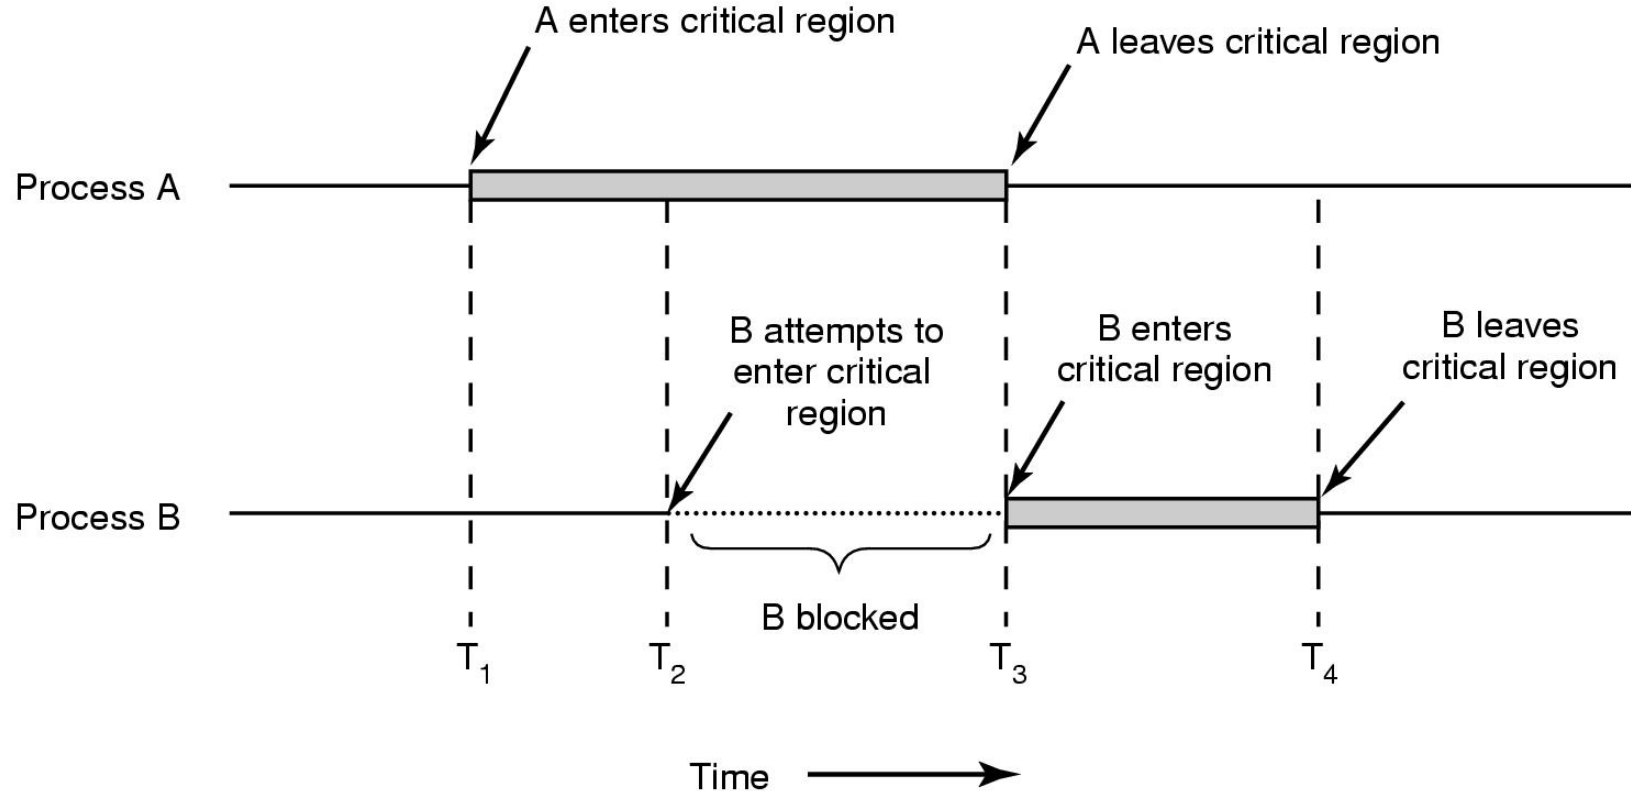 A enters critical region
A leaves critical region
Process A
B attempts to
enter critical
region
B enters
critical region
B leaves
critical region
Process B
B blocked
T1
T2
T3
T4
Time